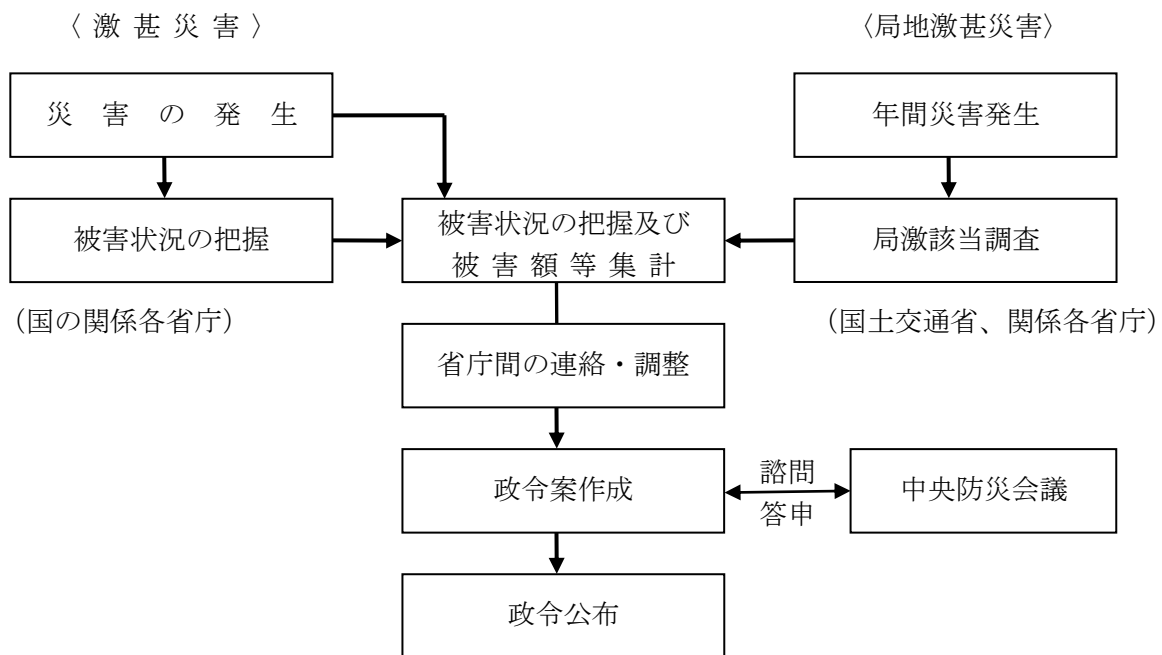 〈 激 甚 災 害 〉
〈局地激甚災害〉
災 害 の 発 生
年間災害発生
被害状況の把握
被害状況の把握及び
被 害 額 等 集 計
局激該当調査
（国の関係各省庁）
（国土交通省、関係各省庁）
省庁間の連絡・調整
政令案作成
諮問
答申
中央防災会議
政令公布